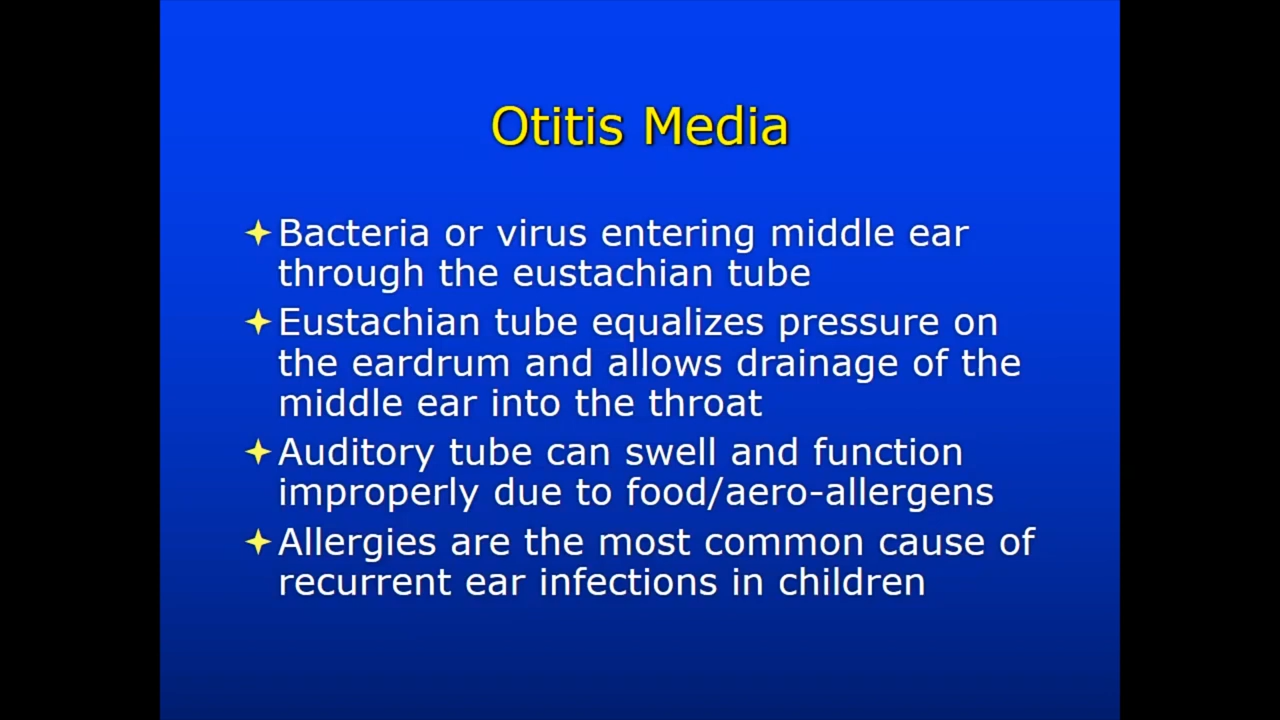 Otitis Media
Bacteria or virus entering middle ear
through the eustachian tube
Eustachian tube equalizes pressure on
the eardrum and allows drainage of the
middle ear into the throat
Auditory tube can swell and function
improperly due to food/aero-allergens
Allergies are the most common cause of
recurrent ear infections in children